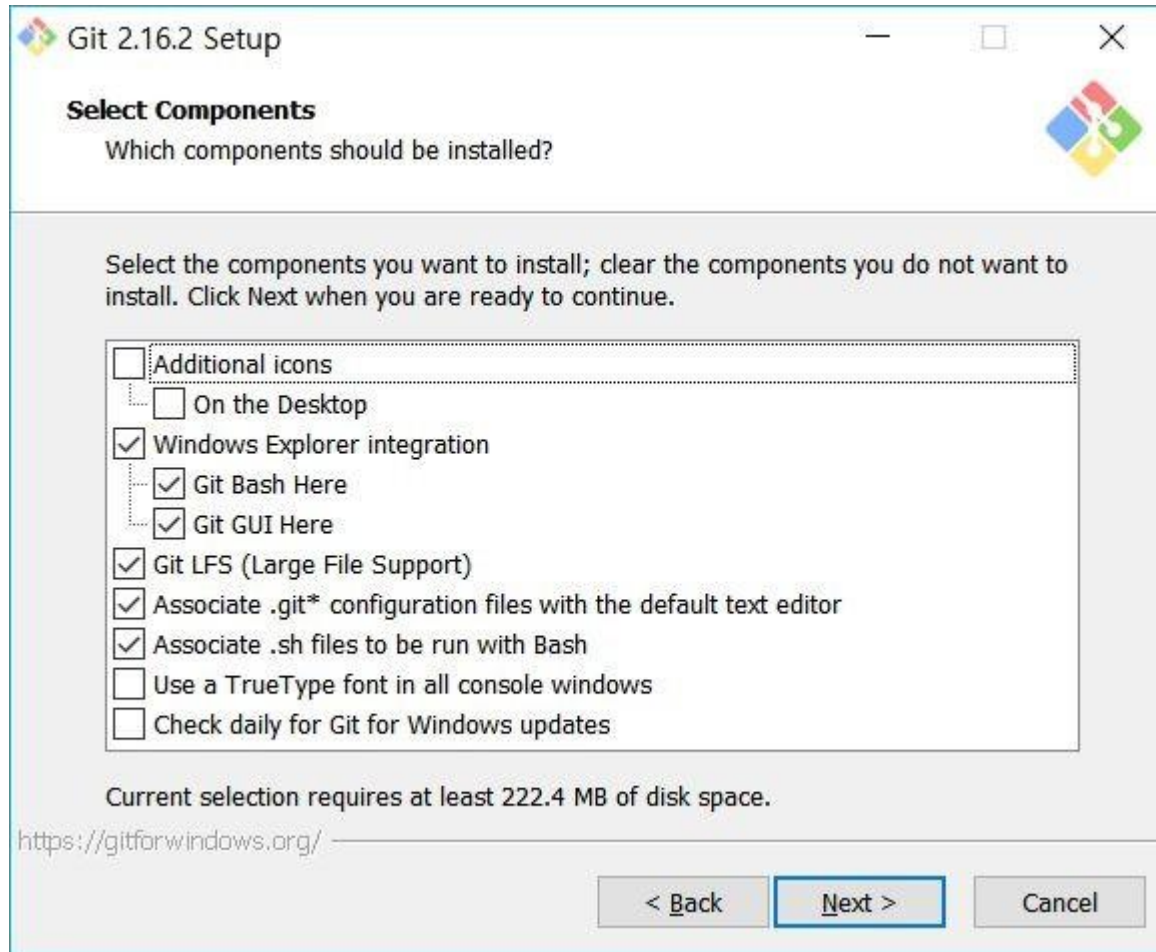 Git 2.16.2 Setup
Select Components
Which components should be installed?
Select the components you want to install; clear the components you do not want to
install. Click Next when you are ready to continue.
Additional icons
On the Desktop
Windows Explorer integration
Git Bash Here
Git GUI Here
Git LFS (Large File Support)
Associate .git* configuration files with the default text editor
Associate .sh files to be run with Bash
Use a TrueType font in all console windows
Check daily for Git for Windows updates
Current selection requires at least 222.4 MB of disk space.
https://gitforwindows.org/
< Back Next > Cancel